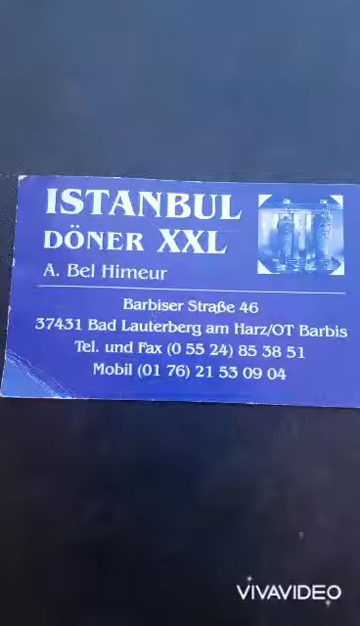 ISTANBUL
DÖNER XXL
A. Bel Himeur
Barbiser Straße 46
37431 Bad Lauterberg am Harz/OT Barbis
Tel. und Fax (0 55 24) 85 38 51
Mobil (01 76) 21 53 09 04
VIVAVIDEO